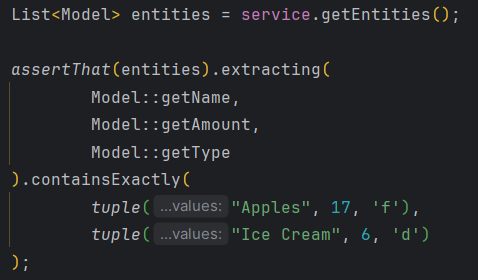 List<Model> entities = service.getEntities();
assertThat(entities).extracting(
Model::getName,
Model::getAmount,
Model::getType
).containsExactly(
tuple( ...values: "Apples", 17, 'f'),
tuple( ...values: "Ice Cream", 6, 'd')
);